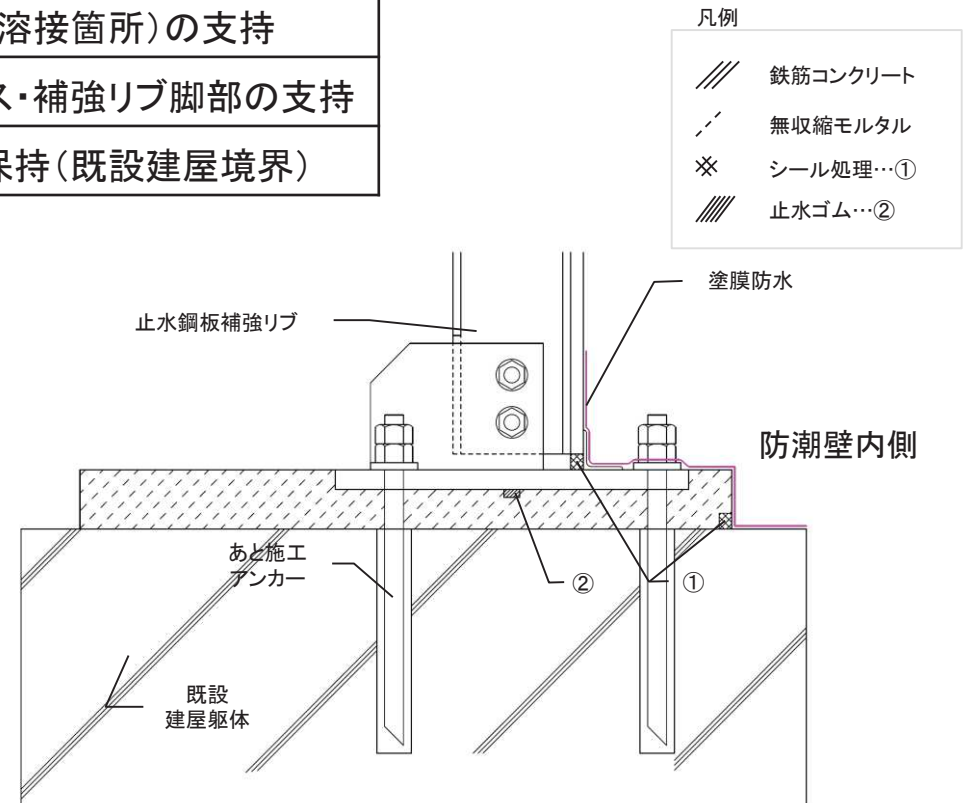 溶接箇所)の支持
ス・補強リブ脚部の支持
保持(既設建屋境界)
凡例
鉄筋コンクリート
無収縮モルタル
シール処理…①
止水ゴム…②
塗膜防水
止水鋼板補強リブ
防潮壁内側
あと施工
アンカー
②
①
既設
建屋躯体